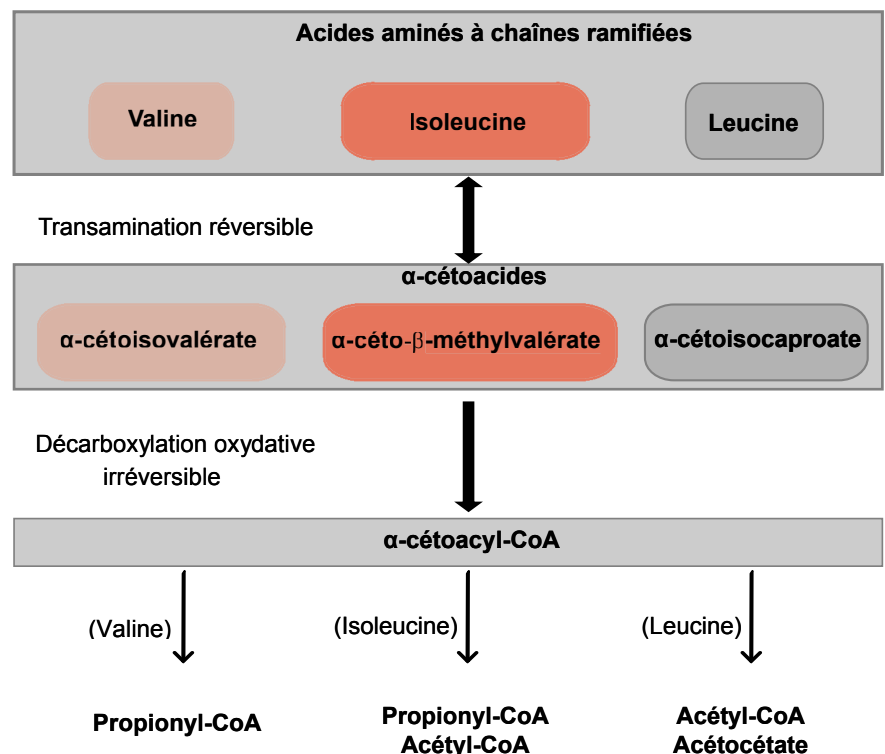 Acides aminés à chaînes ramifiées
Valine
Isoleucine
Leucine
Transamination réversible
α-cétoacides
α-cétoisovalérate
α-céto-β-méthylvalérate
α-cétoisocaproate
Décarboxylation oxydative
irréversible
α-cétoacyl-CoA
(Valine)
(Isoleucine)
(Leucine)
Propionyl-CoA
Propionyl-CoA
Acétyl-CoA
Acétyl-CoA
Acétocétate